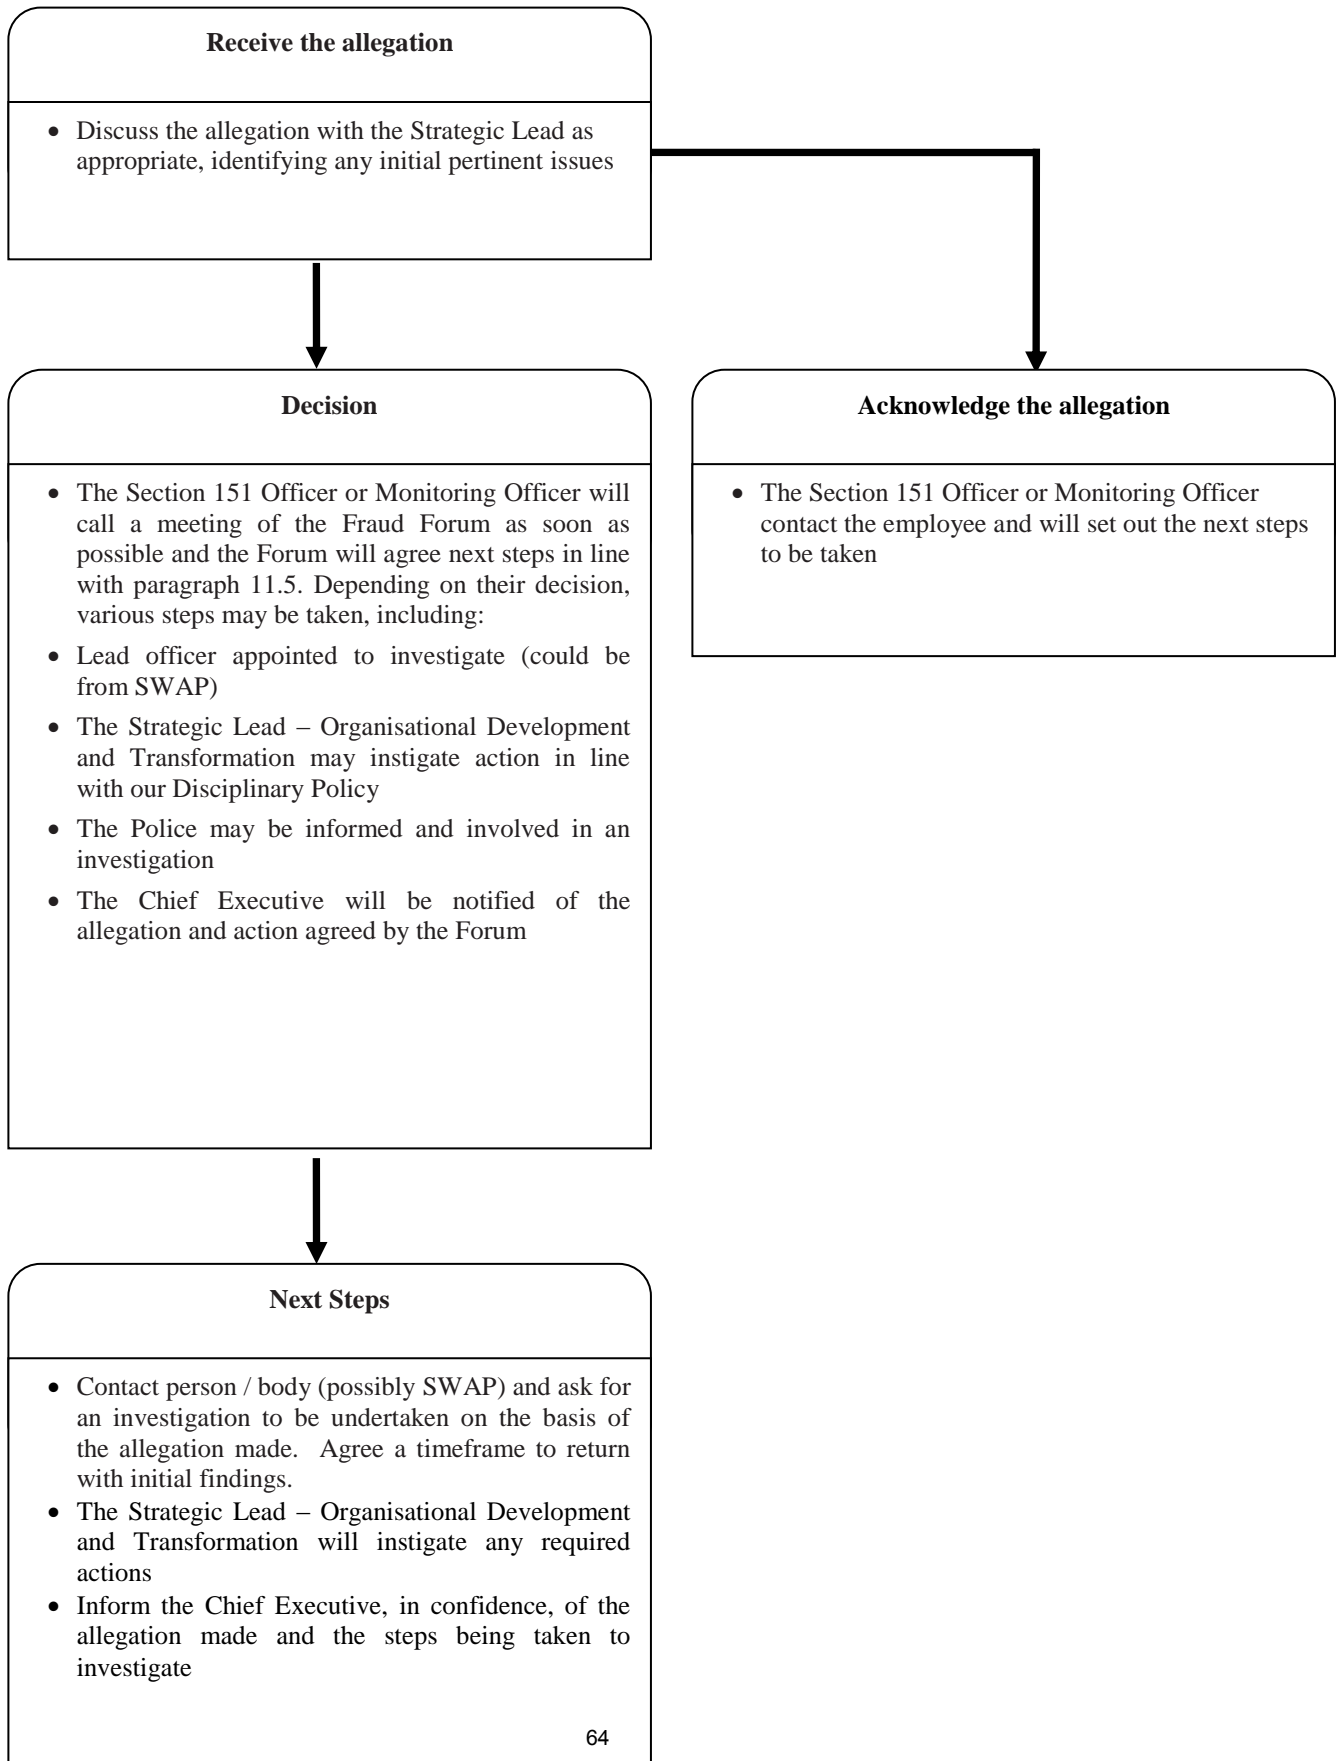 Receive the allegation
• Discuss the allegation with the Strategic Lead as
appropriate, identifying any initial pertinent issues
Decision
• The Section 151 Officer or Monitoring Officer will
call a meeting of the Fraud Forum as soon as
possible and the Forum will agree next steps in line
with paragraph 11.5. Depending on their decision,
various steps may be taken, including:
• Lead officer appointed to investigate (could be
from SWAP)
• The Strategic Lead – Organisational Development
and Transformation may instigate action in line
with our Disciplinary Policy
• The Police may be informed and involved in an
investigation
• The Chief Executive will be notified of the
allegation and action agreed by the Forum
Acknowledge the allegation
• The Section 151 Officer or Monitoring Officer
contact the employee and will set out the next steps
to be taken
Next Steps
• Contact person / body (possibly SWAP) and ask for
an investigation to be undertaken on the basis of
the allegation made. Agree a timeframe to return
with initial findings.
• The Strategic Lead – Organisational Development
and Transformation will instigate any required
actions
• Inform the Chief Executive, in confidence, of the
allegation made and the steps being taken to
investigate
64